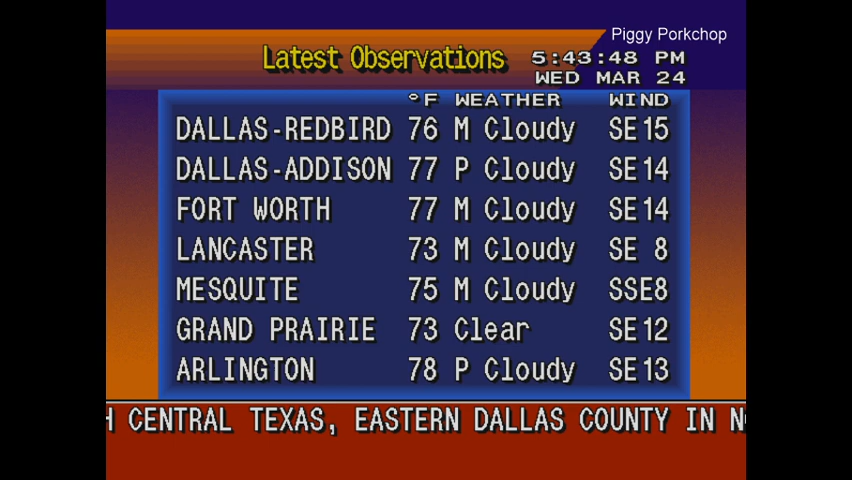 Piggy Porkchop
Latest Observations
5:43:48 PM
WED MAR 24
°F WEATHER WIND
DALLAS-REDBIRD 76 M Cloudy SE15
DALLAS-ADDISON 77 P Cloudy SE14
FORT WORTH 77 M Cloudy SE14
LANCASTER 73 M Cloudy SE 8
MESQUITE 75 M Cloudy SSE8
GRAND PRAIRIE 73 Clear SE12
ARLINGTON 78 P Cloudy SE13
H CENTRAL TEXAS, EASTERN DALLAS COUNTY IN N